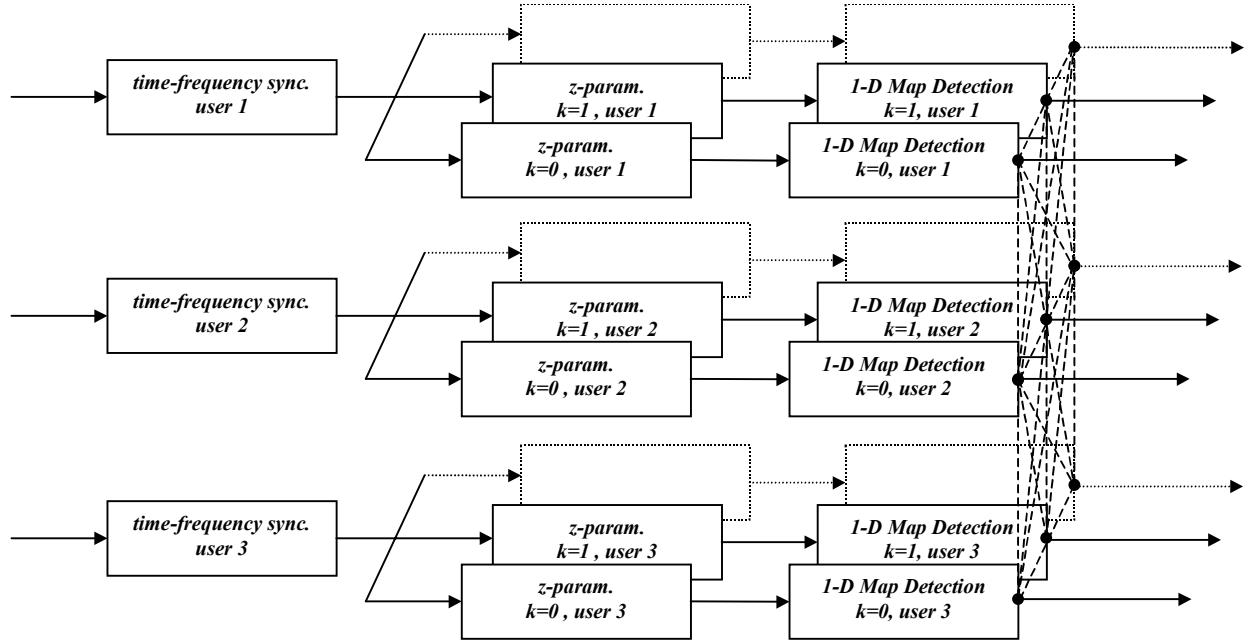 time-frequency sync.
user 1
z-param.
k=1 , user 1
1-D Map Detection
k=1, user 1
z-param.
k=0 , user 1
1-D Map Detection
k=0, user 1
time-frequency sync.
user 2
z-param.
k=1 , user 2
1-D Map Detection
k=1, user 2
z-param.
k=0 , user 2
1-D Map Detection
k=0, user 2
time-frequency sync.
user 3
z-param.
k=1 , user 3
1-D Map Detection
k=1, user 3
z-param.
k=0 , user 3
1-D Map Detection
k=0, user 3